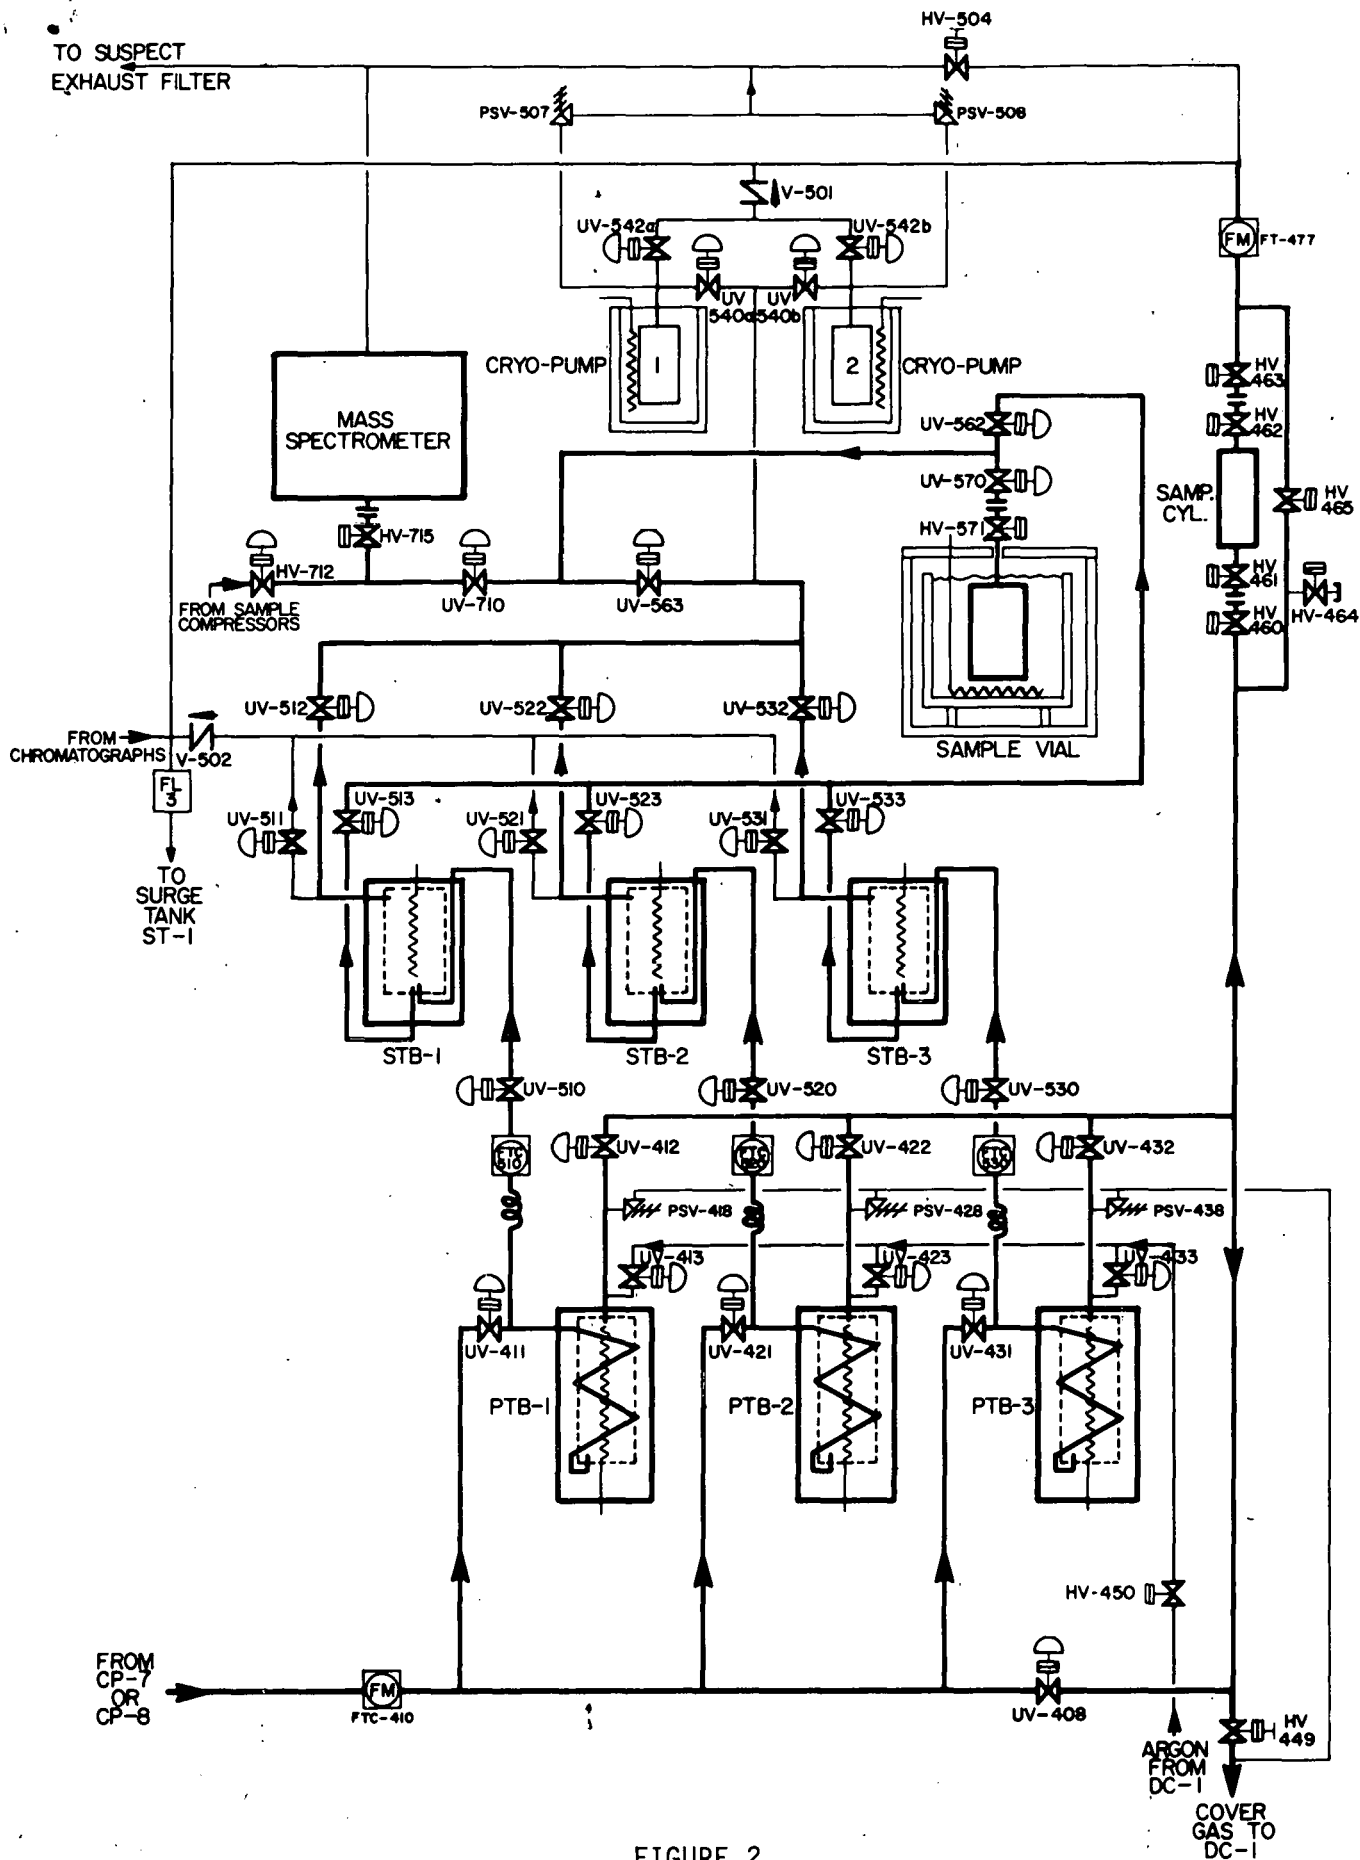 HV-504
TO SUSPECT
EXHAUST FILTER
PSV-507
PSV-508
V-501
UV-542a
UV-542b
FM
FT-477
UV
540a
UV
540b
CRYO-PUMP
1
2
CRYO-PUMP
HV
463
MASS
SPECTROMETER
UV-562
HV
462
UV-570
SAMP.
CYL.
HV
465
HV-715
HV-571
HV-712
HV
461
FROM SAMPLE
COMPRESSORS
UV-710
UV-563
HV
460
HV-464
UV-512
UV-522
UV-532
FROM
CHROMATOGRAPHS
V-502
SAMPLE VIAL
FL
3
UV-513
UV-523
UV-533
UV-511
UV-521
UV-531
TO
SURGE
TANK
ST-1
STB-1
STB-2
STB-3
UV-510
UV-520
UV-530
FTC
510
UV-412
UV-422
FTC
530
UV-432
PSV-418
PSV-428
PSV-438
UV-413
UV-423
UV-433
UV-411
UV-421
UV-431
PTB-1
PTB-2
PTB-3
HV-450
FROM
CP-7
OR
CP-8
FM
FTC-410
UV-408
HV
449
ARGON
FROM
DC-1
COVER
GAS TO
DC-1
FIGURE 2